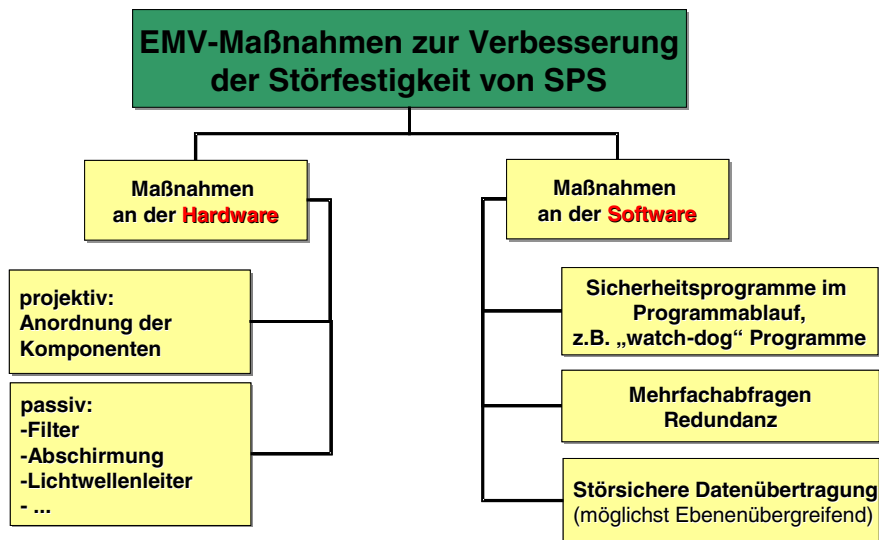 EMV-Maßnahmen zur Verbesserung
der Störfestigkeit von SPS
Maßnahmen
an der Hardware
Maßnahmen
an der Software
projektiv:
Anordnung der
Komponenten
passiv:
-Filter
-Abschirmung
-Lichtwellenleiter
- ...
Sicherheitsprogramme im
Programmablauf,
z.B. „watch-dog“ Programme
Mehrfachabfragen
Redundanz
Störsichere Datenübertragung
(möglichst Ebenenübergreifend)